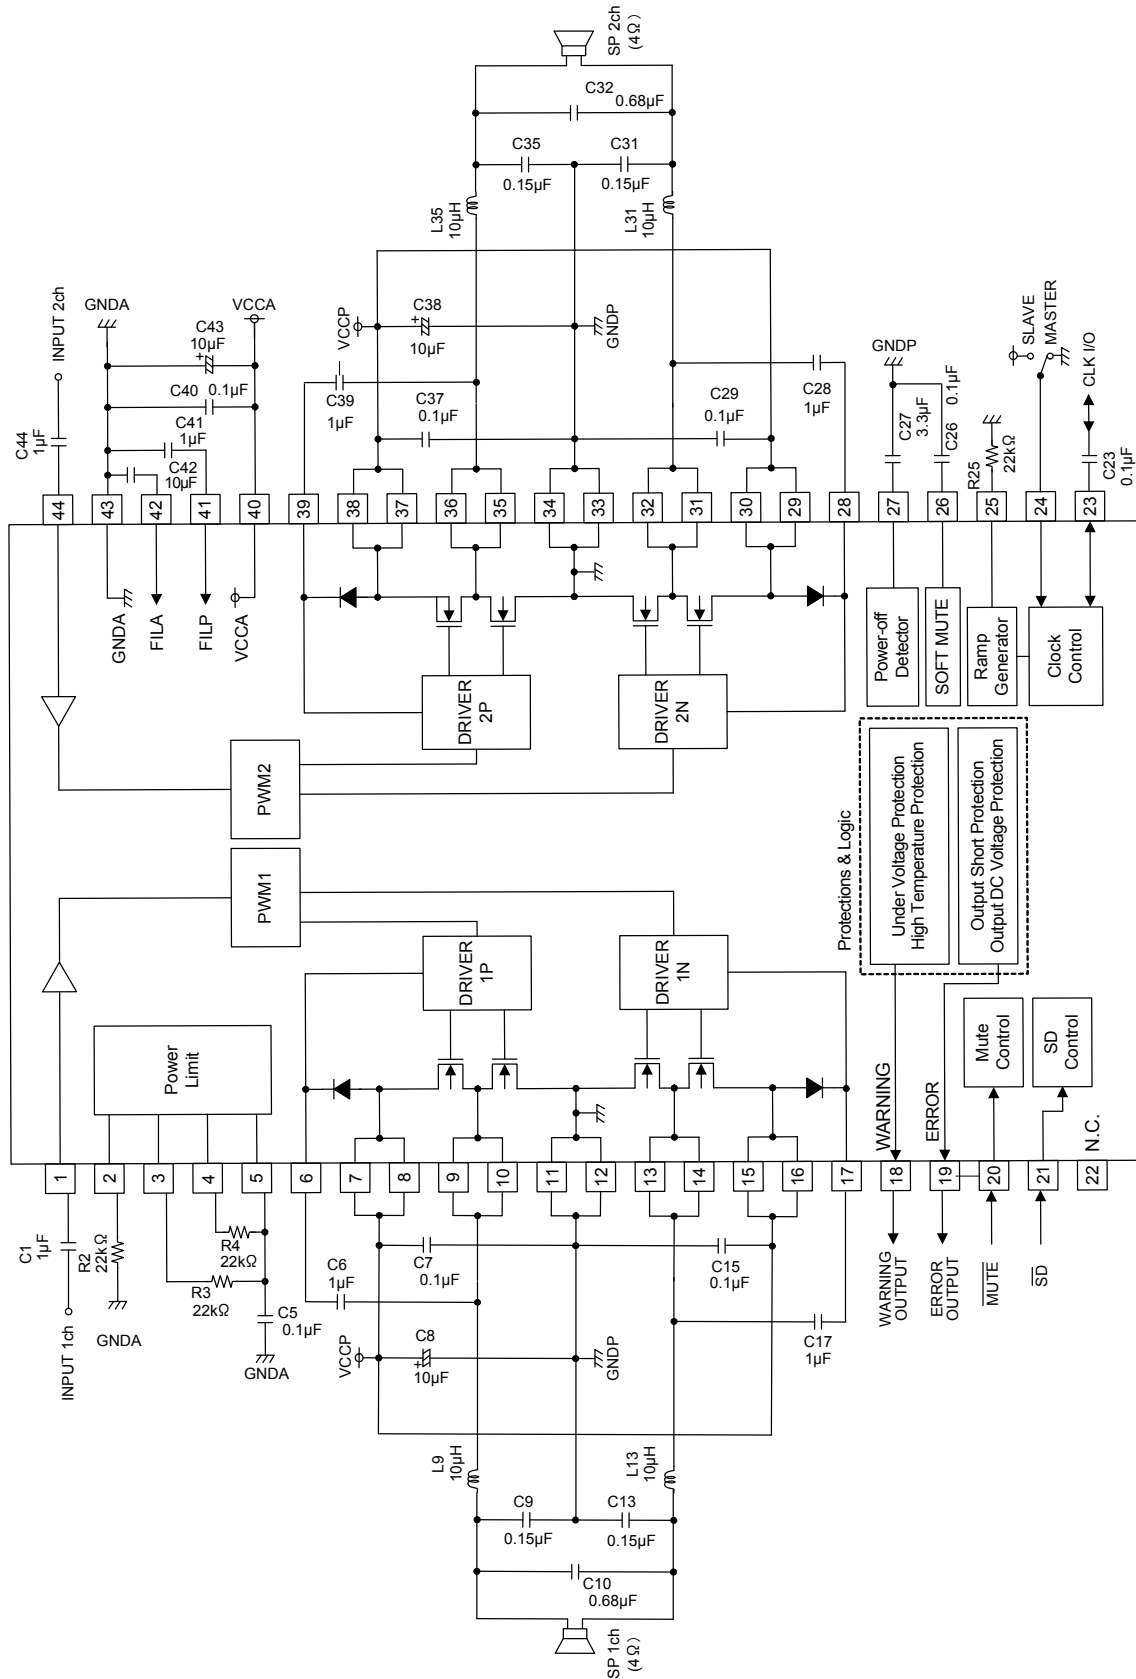 SP 2ch
(4Ω)
C32
0.68µF
C35
0.15µF
C31
0.15µF
L35
10µH
L31
10µH
INPUT 2ch
C44
1µF
GNDA
VCCA
C43
10µF
+
C40
0.1µF
C41
1µF
C42
10µF
VCCP
C38
+
10µF
GNDP
C39
1µF
C37
0.1µF
C29
0.1µF
C28
1µF
GNDP
C27
3.3µF
C26
0.1µF
R25
22kΩ
SLAVE
MASTER
CLK I/O
C23
0.1µF
44
43
42
41
40
39
38
37
36
35
34
33
32
31
30
29
28
27
26
25
24
23
GNDA
FILA
FILP
VCCA
Power-off
Detector
SOFT MUTE
Ramp
Generator
Clock
Control
DRIVER
2P
DRIVER
2N
PWM2
PWM1
DRIVER
1P
DRIVER
1N
Protections & Logic
Under Voltage Protection
High Temperature Protection
Output Short Protection
Output DC Voltage Protection
Power
Limit
WARNING
ERROR
Mute
Control
SD
Control
N.C.
1
2
3
4
5
6
7
8
9
10
11
12
13
14
15
16
17
18
19
20
21
22
C1
1µF
INPUT 1ch
R2
22kΩ
GNDA
R4
22kΩ
R3
22kΩ
C5
0.1µF
GNDA
C6
1µF
C7
0.1µF
C15
0.1µF
C17
1µF
VCCP
C8
+
10µF
GNDP
WARNING
OUTPUT
ERROR
OUTPUT
MUTE
SD
L9
10µH
L13
10µH
C9
0.15µF
C13
0.15µF
C10
0.68µF
SP 1ch
(4Ω)